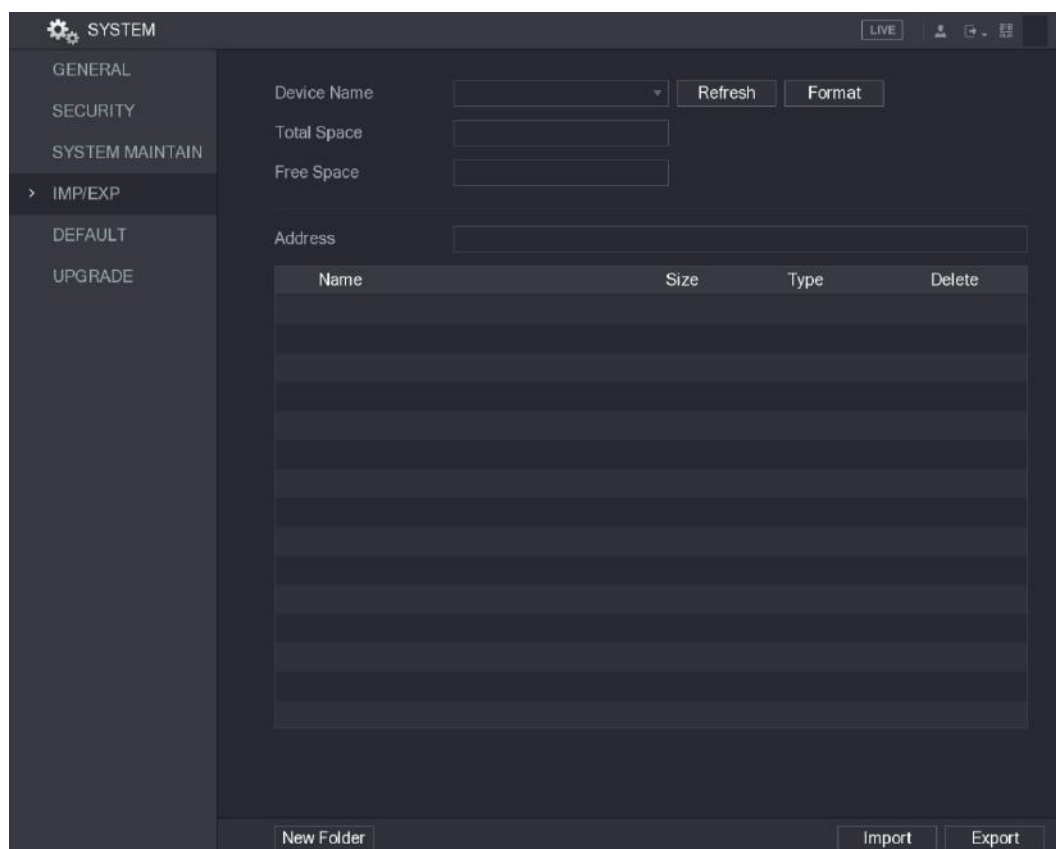 SYSTEM LIVE
GENERAL
SECURITY
SYSTEM MAINTAIN
IMP/EXP
DEFAULT
UPGRADE
Device Name Refresh Format
Total Space
Free Space
Address
Name Size Type Delete
New Folder Import Export